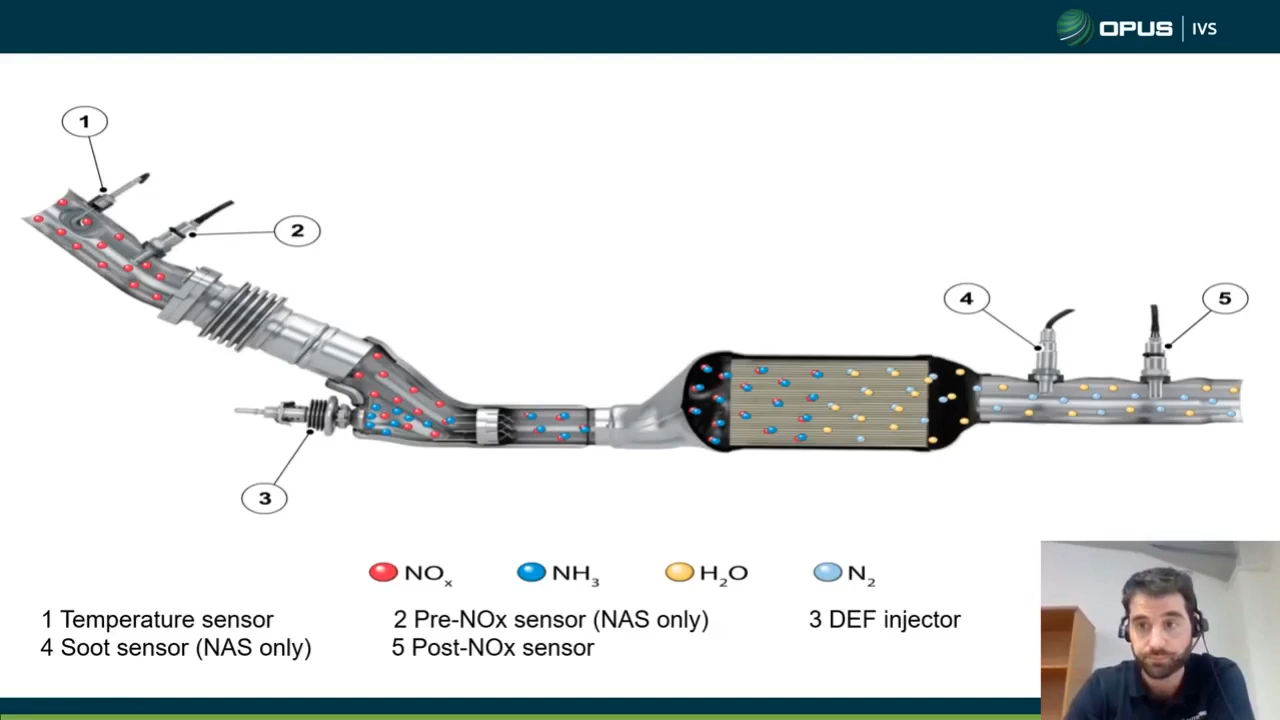 OPUS IVS
1
2
3
4
5
NOx
NH3
H2O
N2
1 Temperature sensor
2 Pre-NOx sensor (NAS only)
3 DEF injector
4 Soot sensor (NAS only)
5 Post-NOx sensor